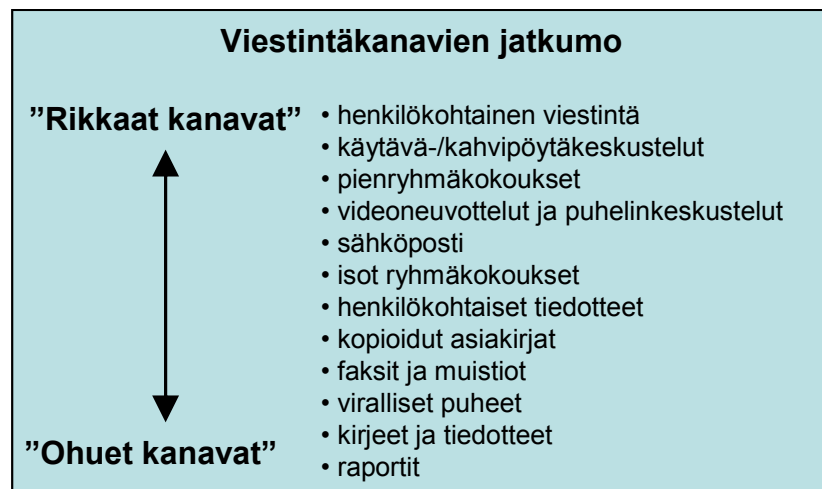 Viestintäkanavien jatkumo
”Rikkaat kanavat”
• henkilökohtainen viestintä
• käytävä-/kahvipöytäkeskustelut
• pienryhmäkokoukset
• videoneuvottelut ja puhelinkeskustelut
• sähköposti
• isot ryhmäkokoukset
• henkilökohtaiset tiedotteet
• kopioidut asiakirjat
• faksit ja muistiot
• viralliset puheet
• kirjeet ja tiedotteet
• raportit
”Ohuet kanavat”